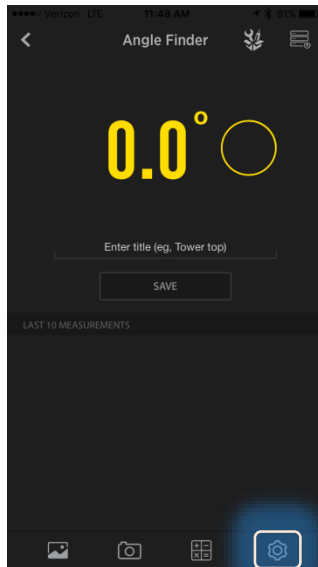 Verizon LTE 11:48 AM 91%
Angle Finder
0.0°
Enter title (eg, Tower top)
SAVE
LAST 10 MEASUREMENTS